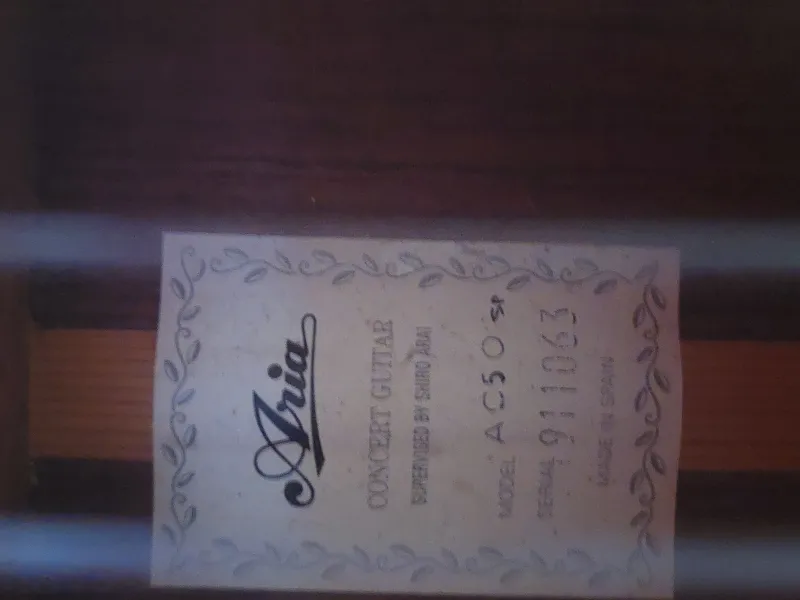 Aria
CONCERT GUITAR
SUPERVISED BY SHIRO ARAI
MODEL AC50 SP
SERIAL 911063
MADE IN SPAIN